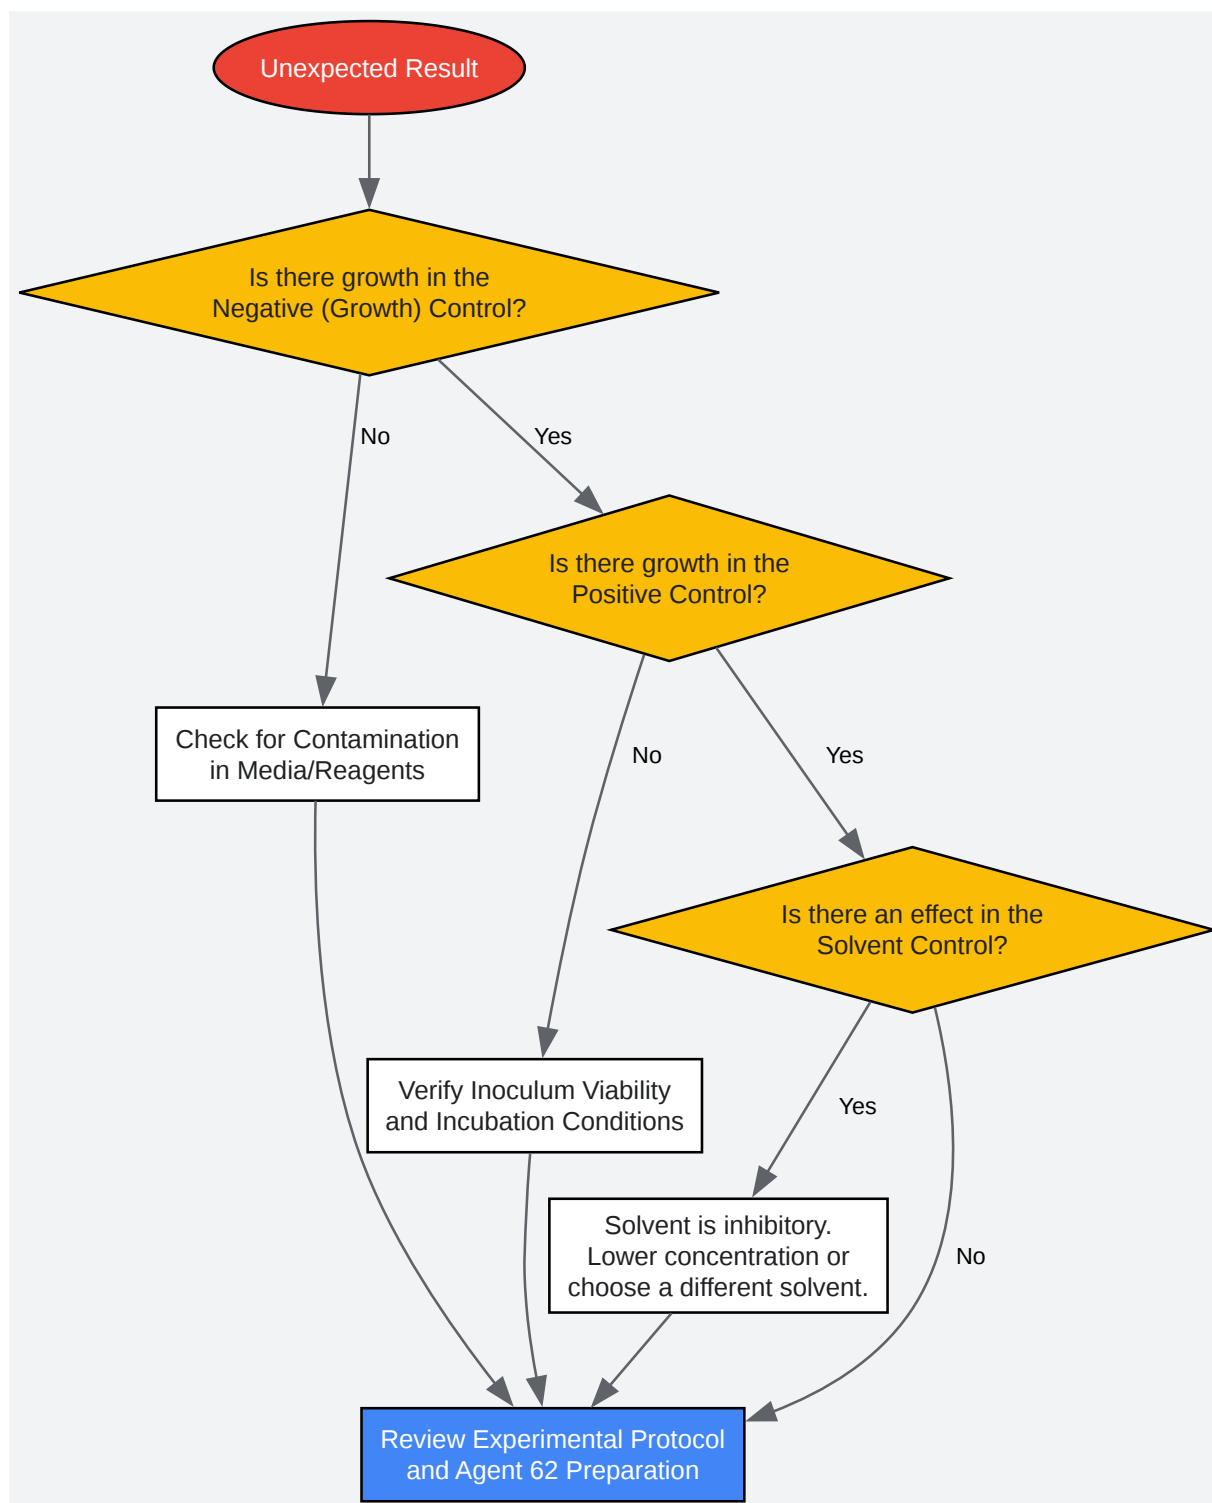 Unexpected Result
Is there growth in the
Negative (Growth) Control?
No
Yes
Is there growth in the
Positive Control?
Check for Contamination
in Media/Reagents
No
Yes
Is there an effect in the
Solvent Control?
Verify Inoculum Viability
and Incubation Conditions
Yes
Solvent is inhibitory.
Lower concentration or
choose a different solvent.
No
Review Experimental Protocol
and Agent 62 Preparation